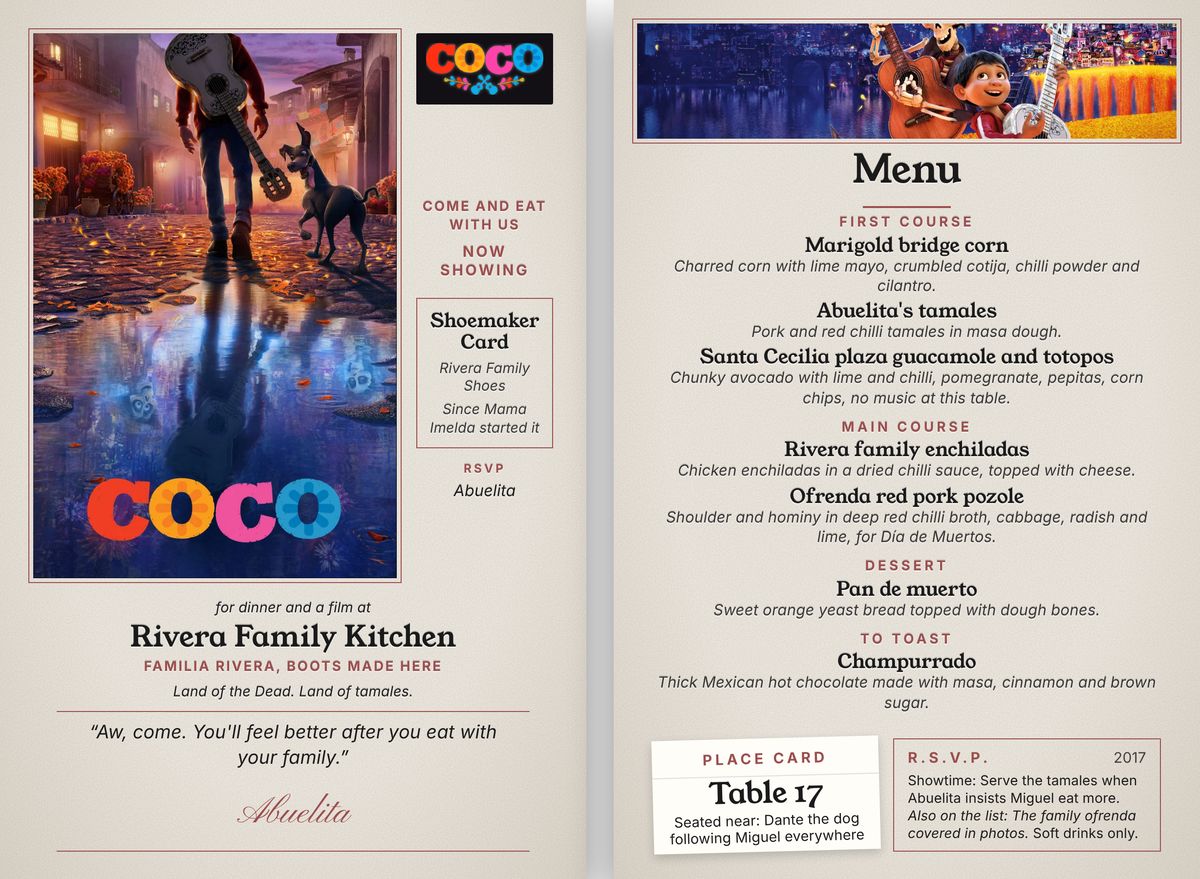 COCO
COME AND EAT
WITH US
NOW
SHOWING
Shoemaker
Card
Rivera Family
Shoes
Since Mama
Imelda started it
RSVP
Abuelita
COCO
for dinner and a film at
Rivera Family Kitchen
FAMILIA RIVERA, BOOTS MADE HERE
Land of the Dead. Land of tamales.
“Aw, come. You'll feel better after you eat with
your family.”
Abuelita
Menu
FIRST COURSE
Marigold bridge corn
Charred corn with lime mayo, crumbled cotija, chilli powder and
cilantro.
Abuelita's tamales
Pork and red chilli tamales in masa dough.
Santa Cecilia plaza guacamole and totopos
Chunky avocado with lime and chilli, pomegranate, pepitas, corn
chips, no music at this table.
MAIN COURSE
Rivera family enchiladas
Chicken enchiladas in a dried chilli sauce, topped with cheese.
Ofrenda red pork pozole
Shoulder and hominy in deep red chilli broth, cabbage, radish and
lime, for Día de Muertos.
DESSERT
Pan de muerto
Sweet orange yeast bread topped with dough bones.
TO TOAST
Champurrado
Thick Mexican hot chocolate made with masa, cinnamon and brown
sugar.
PLACE CARD
Table 17
Seated near: Dante the dog
following Miguel everywhere
R.S.V.P. 2017
Showtime: Serve the tamales when
Abuelita insists Miguel eat more.
Also on the list: The family ofrenda
covered in photos. Soft drinks only.